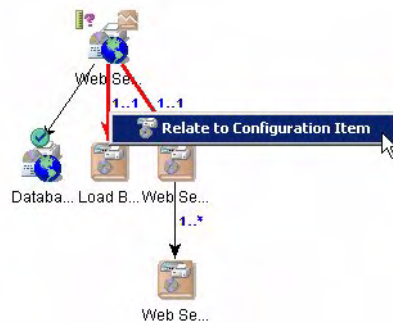 Web Se...
1..1 1..1
Relate to Configuration Item
Databa... Load B... Web Se...
1..*
Web Se...